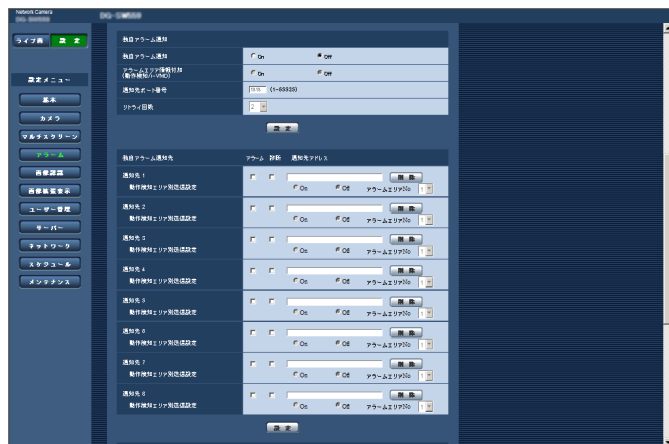 Network Camera
ライブ画 設 定
設定メニュー
基本
カメラ
マルチスクリーン
アラーム
画像認識
画像拡張表示
ユーザー管理
サーバー
ネットワーク
スケジュール
メンテナンス
独自アラーム通知
独自アラーム通知 On Off
アラームエリア情報付加 On Off
(動作検知/i-VMD)
通知先ポート番号 1818 (1-65535)
リトライ回数 2
設 定
独自アラーム通知先 アラーム 診断 通知先アドレス
通知先 1 削 除
動作検知エリア別送信設定 On Off アラームエリアNo 1
通知先 2 削 除
動作検知エリア別送信設定 On Off アラームエリアNo 1
通知先 3 削 除
動作検知エリア別送信設定 On Off アラームエリアNo 1
通知先 4 削 除
動作検知エリア別送信設定 On Off アラームエリアNo 1
通知先 5 削 除
動作検知エリア別送信設定 On Off アラームエリアNo 1
通知先 6 削 除
動作検知エリア別送信設定 On Off アラームエリアNo 1
通知先 7 削 除
動作検知エリア別送信設定 On Off アラームエリアNo 1
通知先 8 削 除
動作検知エリア別送信設定 On Off アラームエリアNo 1
設 定